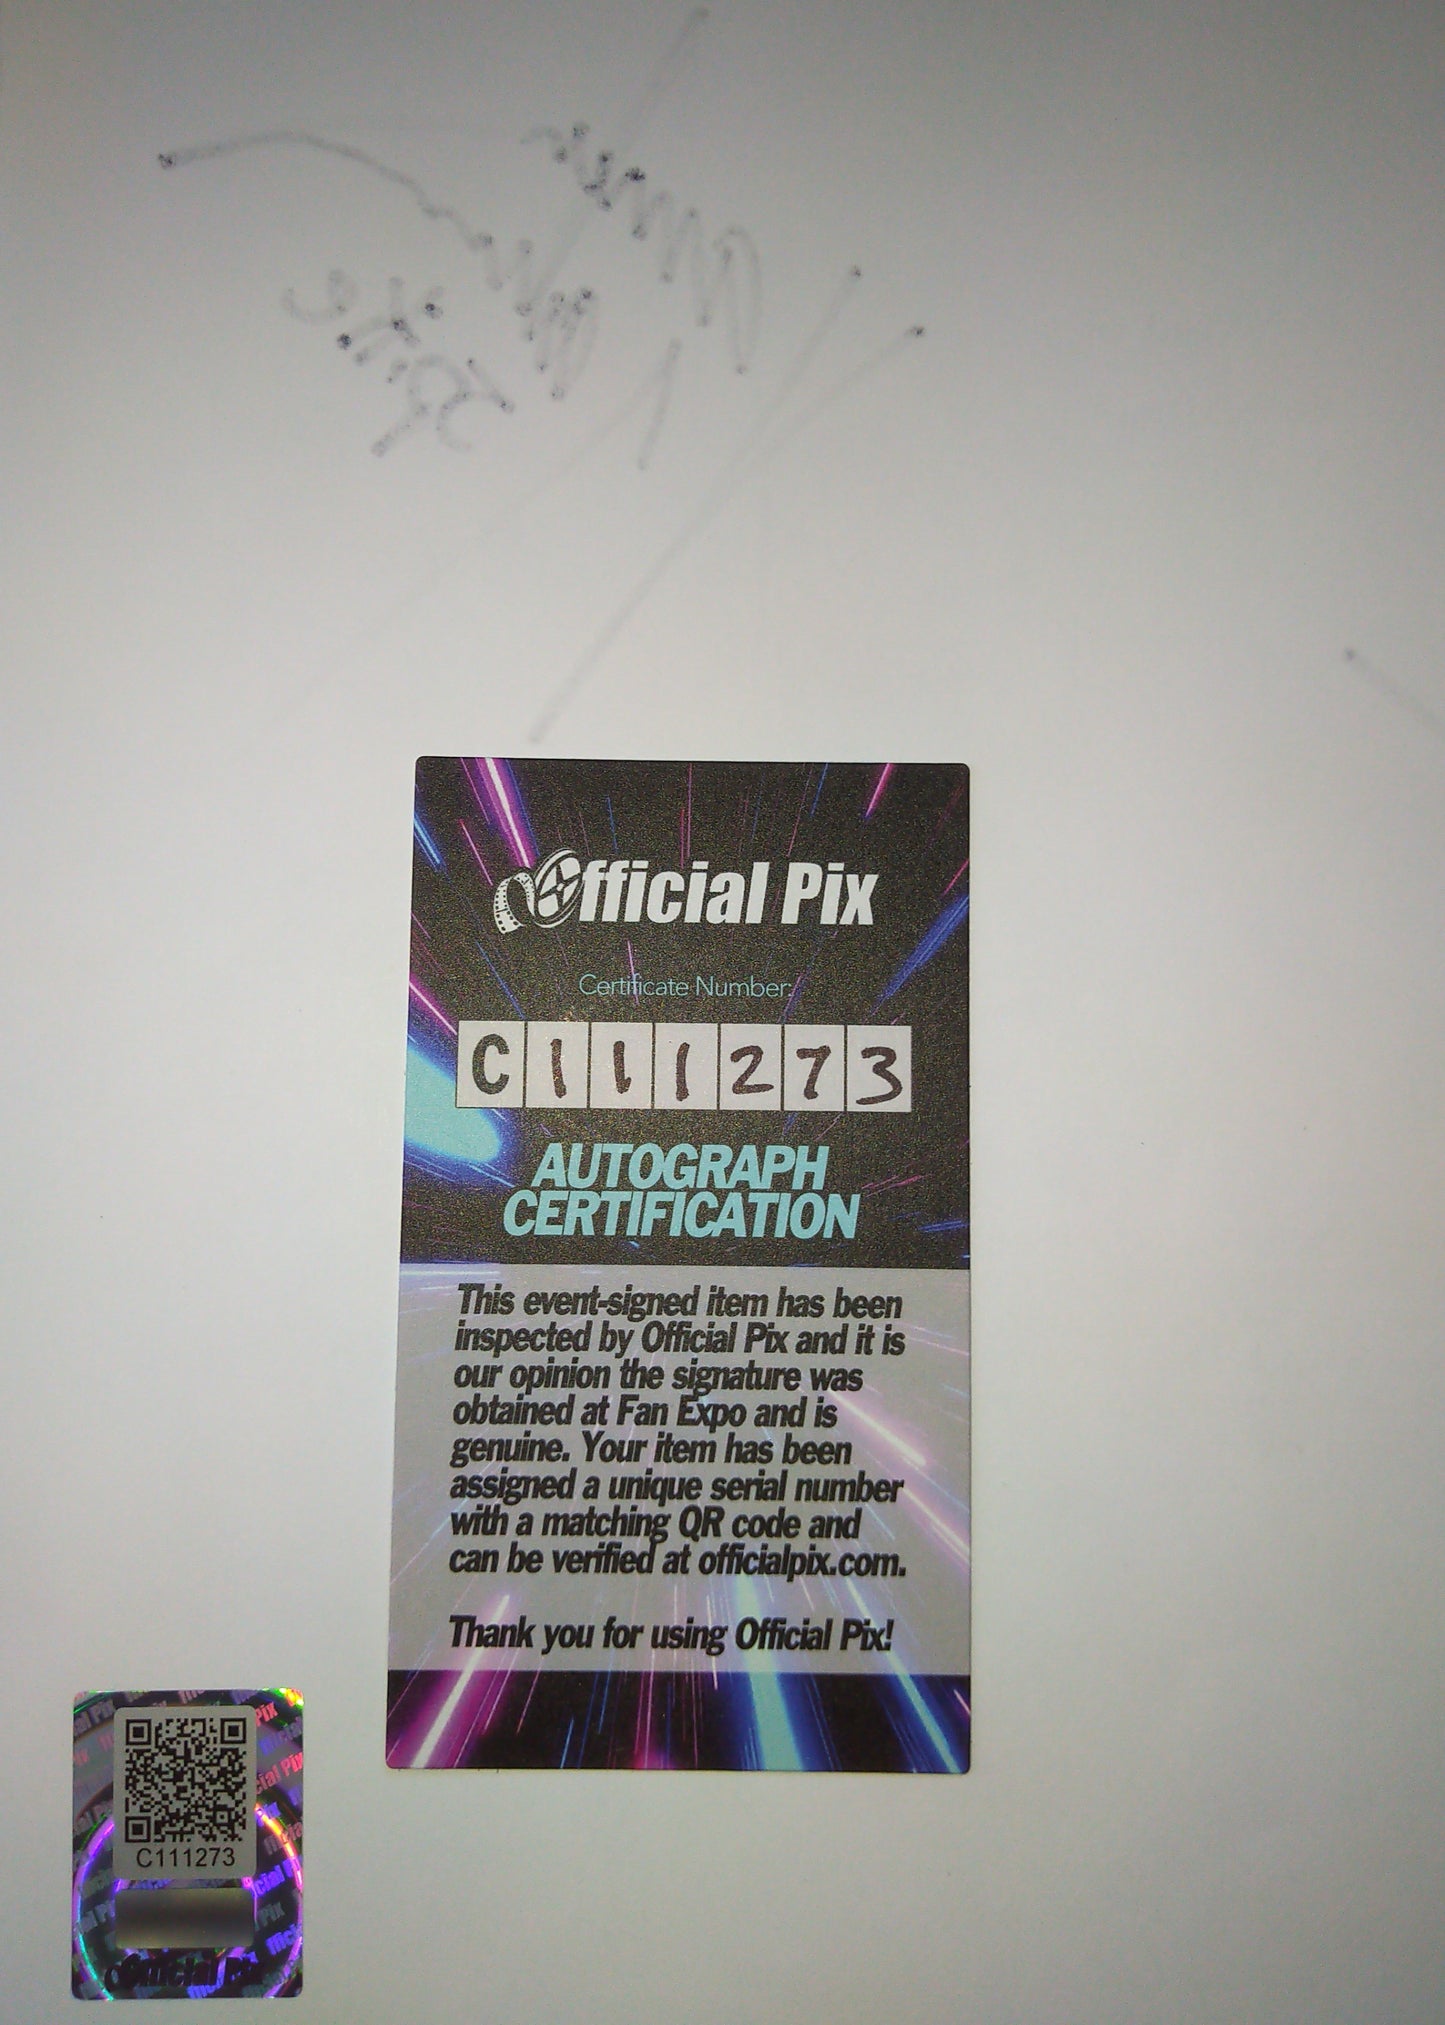 Official Pix
Certificate Number:
C111273
AUTOGRAPH
CERTIFICATION
This event-signed item has been
inspected by Official Pix and it is
our opinion the signature was
obtained at Fan Expo and is
genuine. Your item has been
assigned a unique serial number
with a matching QR code and
can be verified at officialpix.com.
Thank you for using Official Pix!
C111273
Official Pix